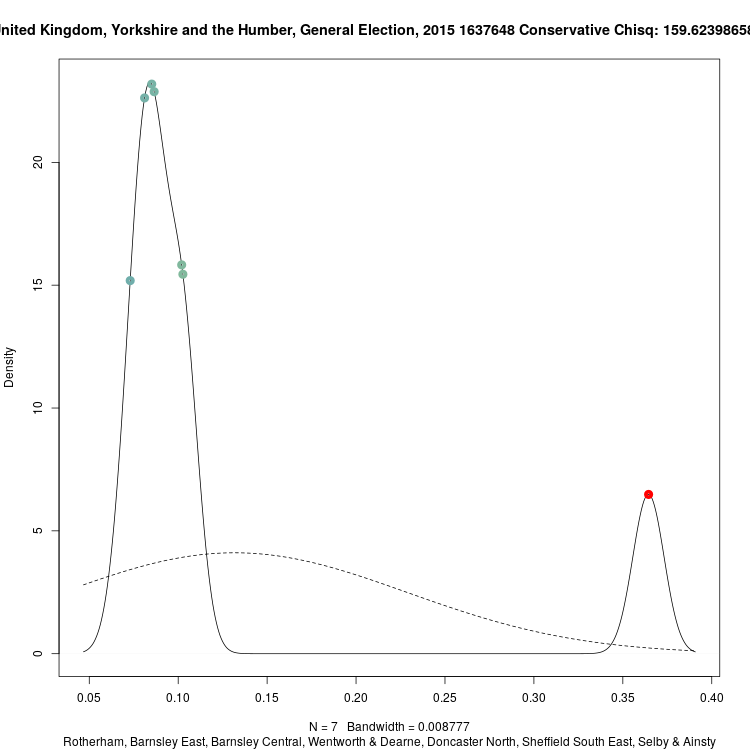 nited Kingdom, Yorkshire and the Humber, General Election, 2015 1637648 Conservative Chisq: 159.62398658
Density
20
15
10
5
0
0.05 0.10 0.15 0.20 0.25 0.30 0.35 0.40
N = 7 Bandwidth = 0.008777
Rotherham, Barnsley East, Barnsley Central, Wentworth & Dearne, Doncaster North, Sheffield South East, Selby & Ainsty